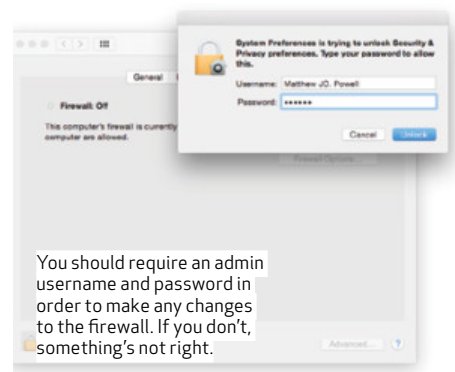 System Preferences is trying to unlock Security &
Privacy preferences. Type your password to allow
this.
Username: Matthew JC. Powell
Password: ••••••
Cancel
Unlock
General
Firewall: Off
This computer's firewall is currently
computer are allowed.
Firewall Options...
You should require an admin
username and password in
order to make any changes
to the firewall. If you don't,
something's not right.
Advanced...
?